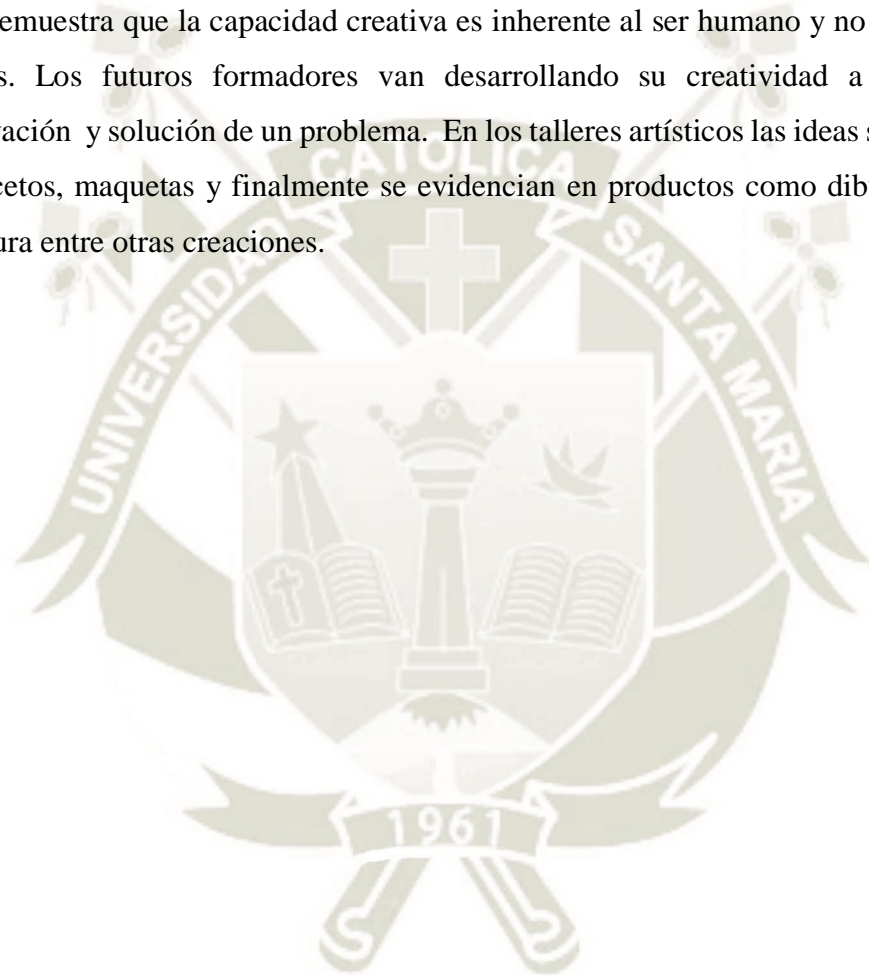 emuestra que la capacidad creativa es inherente al ser humano y no
s. Los futuros formadores van desarrollando su creatividad a
vación y solución de un problema. En los talleres artísticos las ideas s
cetos, maquetas y finalmente se evidencian en productos como dib
ura entre otras creaciones.
UNIVERSIDAD CATOLICA SANTA MARIA
1961